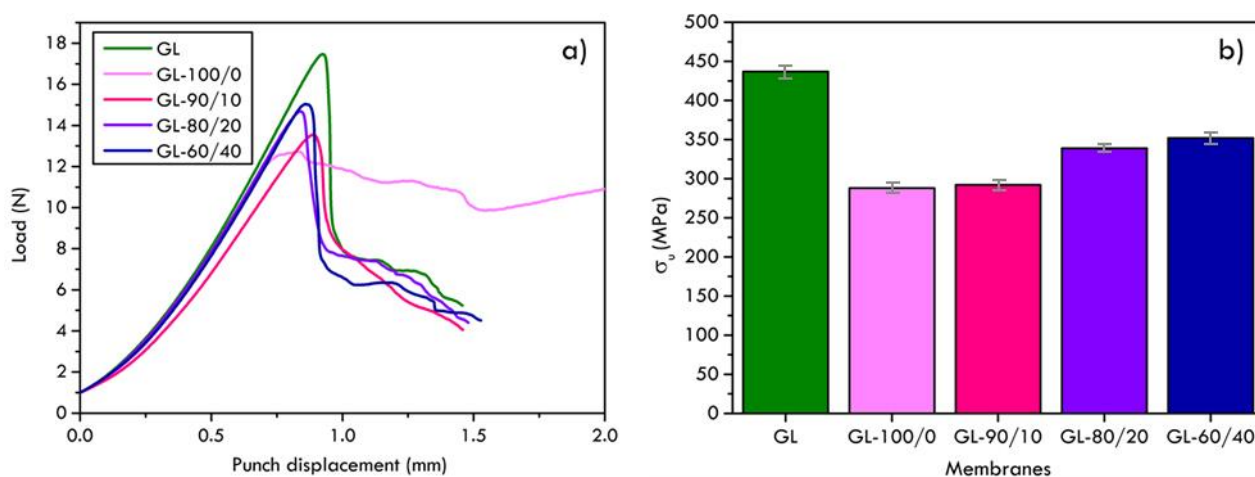 a)
GL
GL-100/0
GL-90/10
GL-80/20
GL-60/40
18
16
14
12
10
8
6
4
2
0
Load (N)
0.0 0.5 1.0 1.5 2.0
Punch displacement (mm)
b)
500
450
400
350
300
250
200
150
100
50
0
σᵤ (MPa)
GL GL-100/0 GL-90/10 GL-80/20 GL-60/40
Membranes